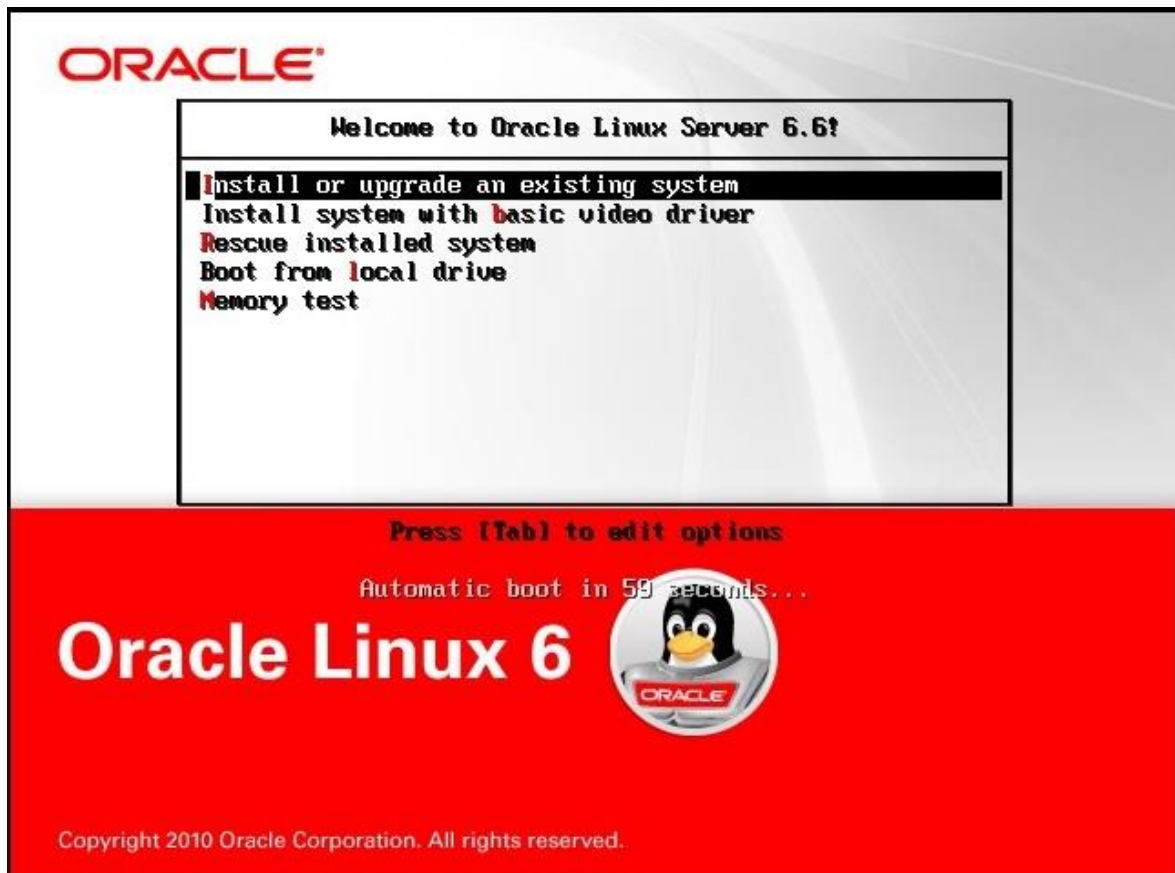 ORACLE
Welcome to Oracle Linux Server 6.6!
Install or upgrade an existing system
Install system with basic video driver
Rescue installed system
Boot from local drive
Memory test
Press [Tab] to edit options
Automatic boot in 59 seconds...
Oracle Linux 6
ORACLE
Copyright 2010 Oracle Corporation. All rights reserved.